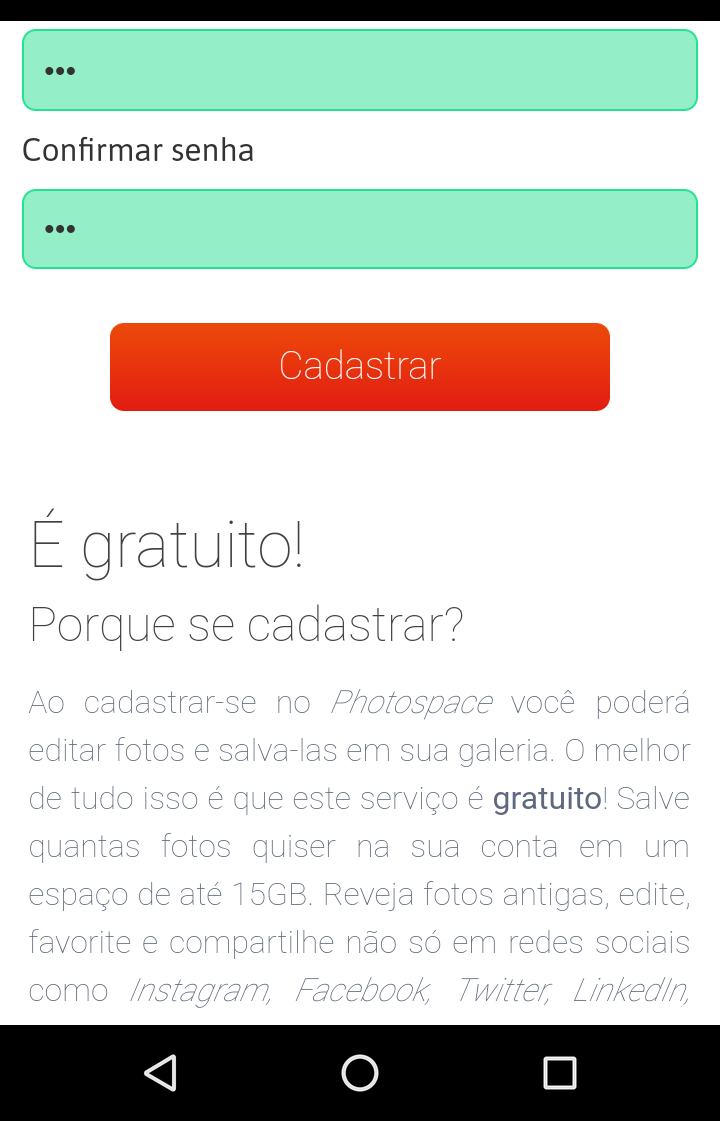 •••
Confirmar senha
•••
Cadastrar
É gratuito!
Porque se cadastrar?
Ao cadastrar-se no Photospace você poderá
editar fotos e salva-las em sua galeria. O melhor
de tudo isso é que este serviço é gratuito! Salve
quantas fotos quiser na sua conta em um
espaço de até 15GB. Reveja fotos antigas, edite,
favorite e compartilhe não só em redes sociais
como Instagram, Facebook, Twitter, LinkedIn,